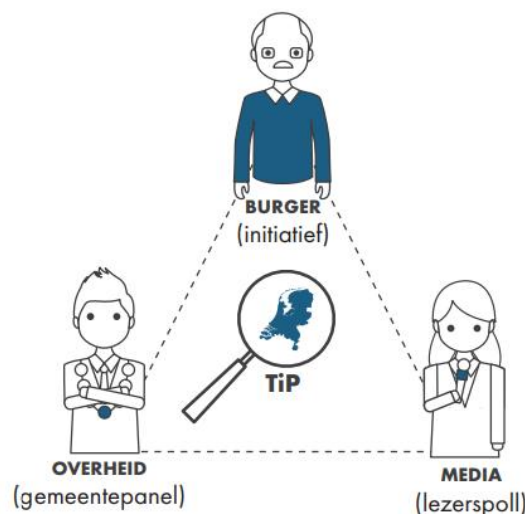 BURGER
(initiatief)
TiP
OVERHEID
(gemeentepanel)
MEDIA
(lezerspoll)